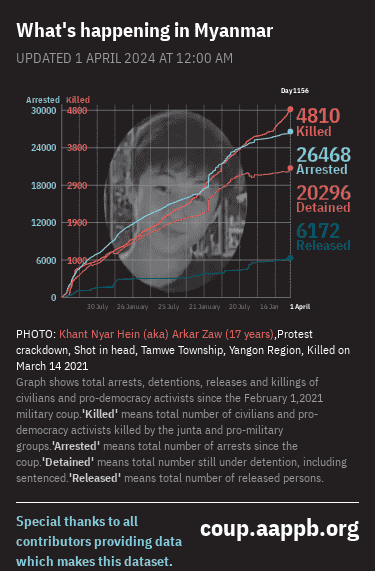 What's happening in Myanmar
UPDATED 1 APRIL 2024 AT 12:00 AM
Day1156
Arrested Killed
30000 4800
24000 3800
18000 2900
12000 1900
6000 1000
0
4810
Killed
26468
Arrested
20296
Detained
6172
Released
30 July 26 January 25 July 21 January 20 July 16 Jan 1 April
PHOTO: Khant Nyar Hein (aka) Arkar Zaw (17 years),Protest
crackdown, Shot in head, Tamwe Township, Yangon Region, Killed on
March 14 2021
Graph shows total arrests, detentions, releases and killings of
civilians and pro-democracy activists since the February 1,2021
military coup.'Killed' means total number of civilians and pro-
democracy activists killed by the junta and pro-military
groups.'Arrested' means total number of arrests since the
coup.'Detained' means total number still under detention, including
sentenced.'Released' means total number of released persons.
Special thanks to all
contributors providing data
which makes this dataset.
coup.aappb.org